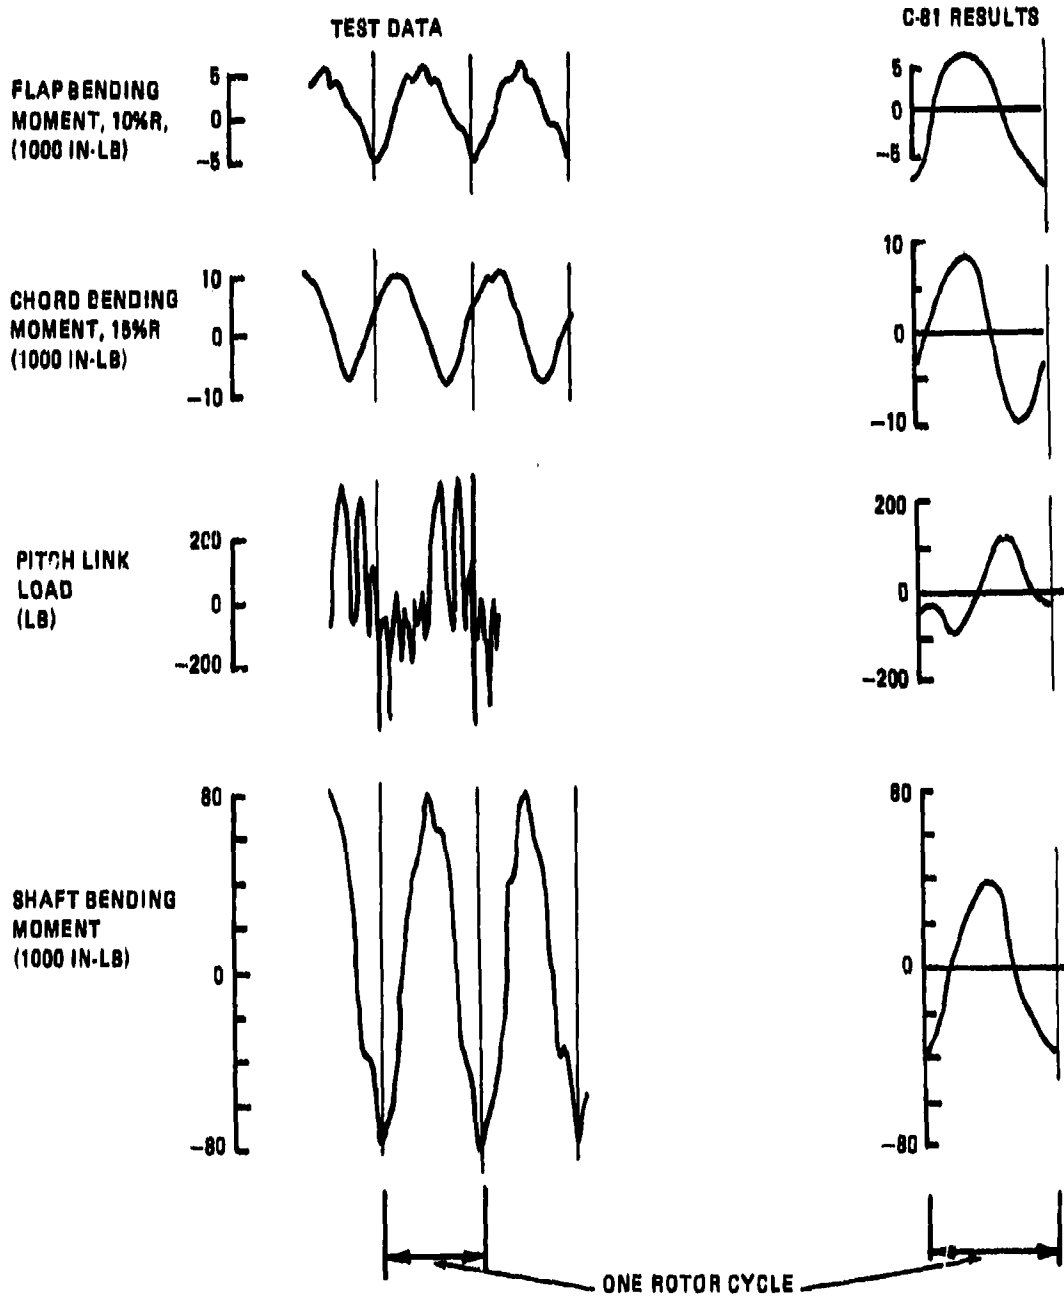 TEST DATA
C-81 RESULTS
FLAP BENDING
MOMENT, 10%R,
(1000 IN-LB)
5
0
-5
5
0
-5
CHORD BENDING
MOMENT, 15%R
(1000 IN-LB)
10
0
-10
10
0
-10
PITCH LINK
LOAD
(LB)
200
0
-200
200
0
-200
SHAFT BENDING
MOMENT
(1000 IN-LB)
80
0
-80
80
0
-80
ONE ROTOR CYCLE